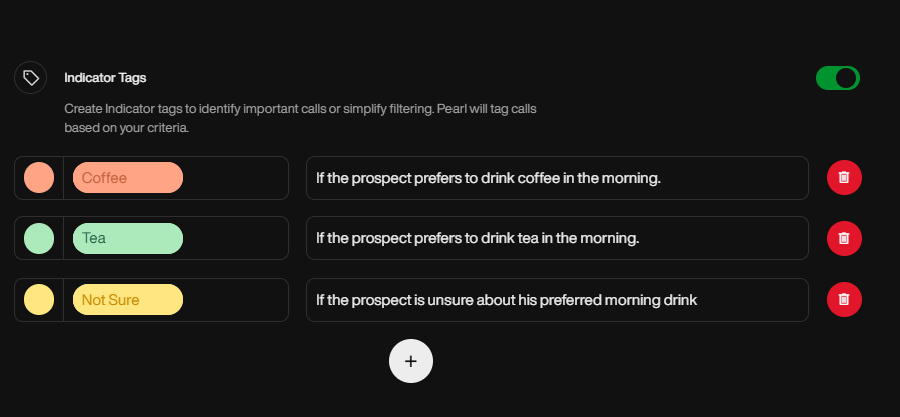 Indicator Tags
Create Indicator tags to identify important calls or simplify filtering. Pearl will tag calls
based on your criteria.
Coffee
If the prospect prefers to drink coffee in the morning.
Tea
If the prospect prefers to drink tea in the morning.
Not Sure
If the prospect is unsure about his preferred morning drink
+